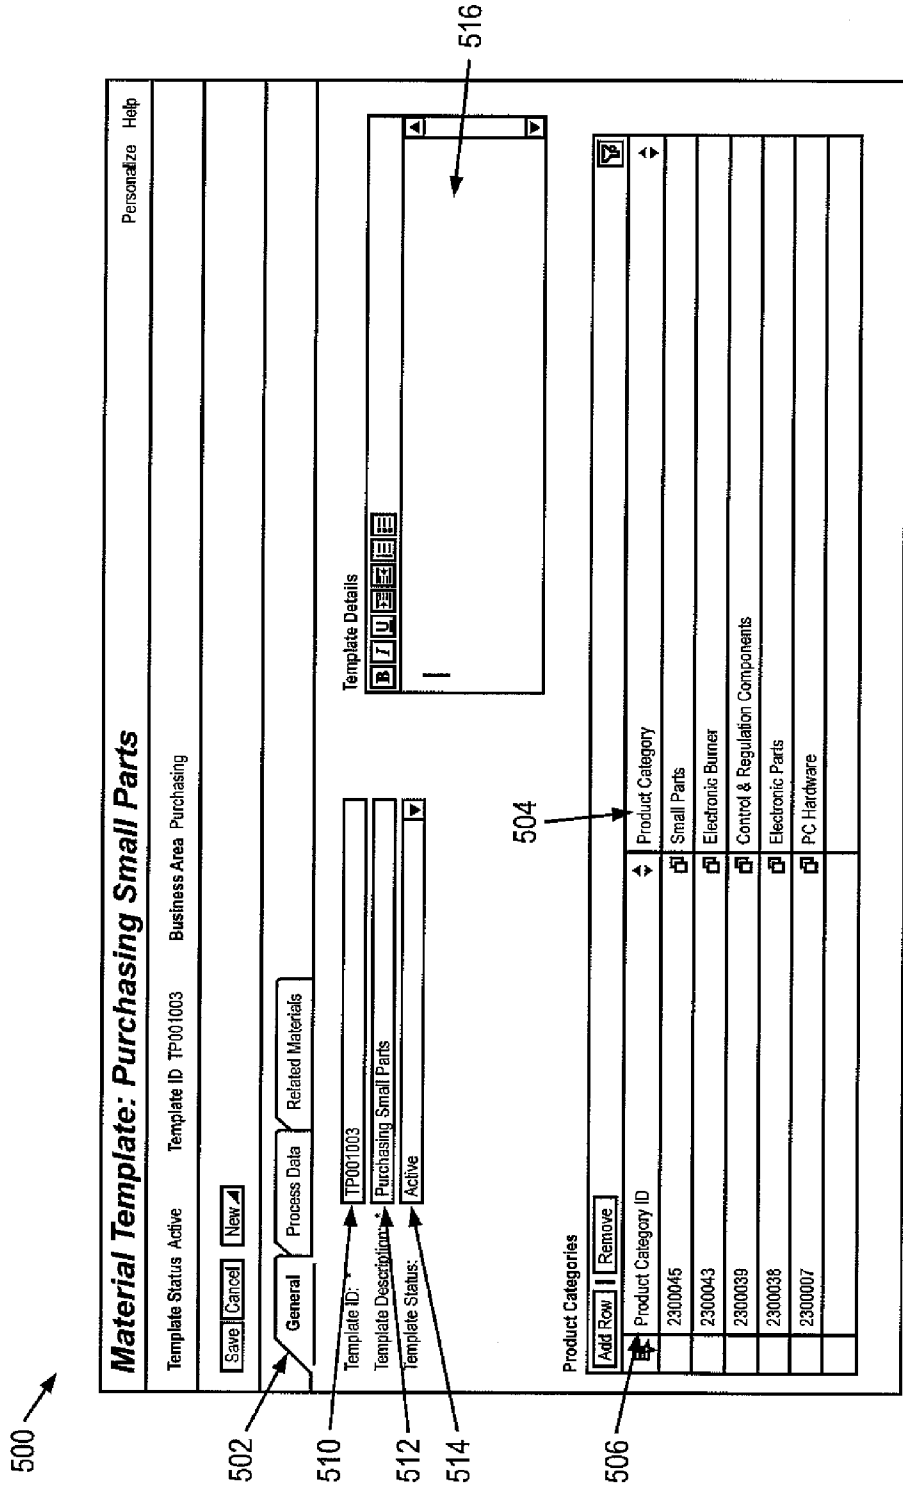 500
Material Template: Purchasing Small Parts
Personalize Help
Template Status Active Template ID TP001003 Business Area Purchasing
Save Cancel New
502
General Process Data Related Materials
510
Template ID: * TP001003
512
Template Description: * Purchasing Small Parts
514
Template Status: Active
Template Details
B I U
516
504
Product Categories
Add Row Remove
506
Product Category ID Product Category
2300045 Small Parts
2300043 Electronic Burner
2300039 Control & Regulation Components
2300038 Electronic Parts
2300007 PC Hardware